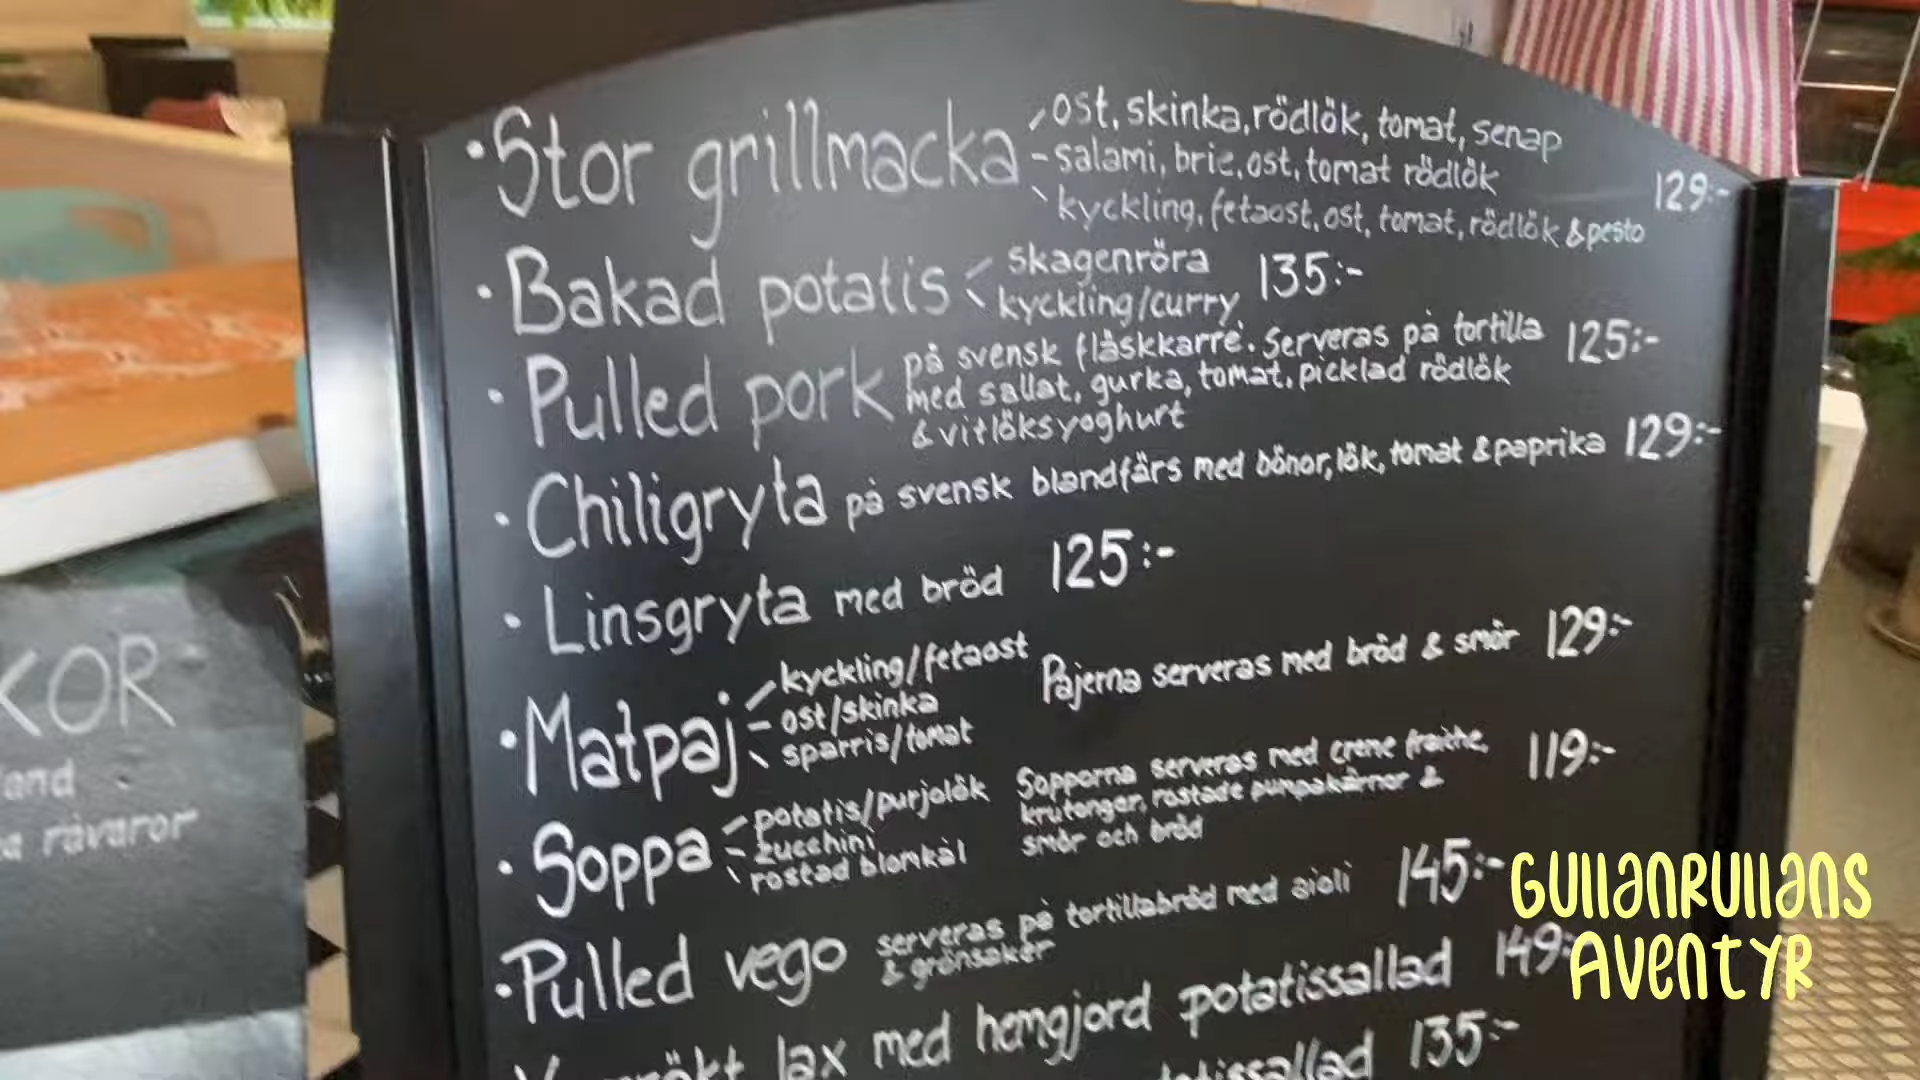 •Stor grillmacka
ost, skinka, rödlök, tomat, senap
-salami, brie, ost, tomat rödlök
kyckling, fetaost, ost, tomat, rödlök & pesto
129:-
•Bakad potatis
skagenröra
kyckling/curry
135:-
•Pulled pork
på svensk fläskkarré. Serveras på tortilla
med sallat, gurka, tomat, picklad rödlök
& vitlöksyoghurt
125:-
•Chiligryta på svensk blandfärs med bönor, lök, tomat & paprika 129:-
•Linsgryta med bröd 125:-
•Matpaj
kyckling/fetaost
- ost/skinka
sparris/tomat
Pajerna serveras med bröd & smör 129:-
•Soppa
potatis/purjolök
- zucchini
rostad blomkål
Sopporna serveras med creme fraiche,
krutonger, rostade pumpakärnor &
smör och bröd
119:-
•Pulled vego
serveras på tortillabröd med aioli
& grönsaker
145:-
lax med hemgjord potatissallad 149:-
135:-
KOR
råvaror
GULLANRULLANS
AVENTYR